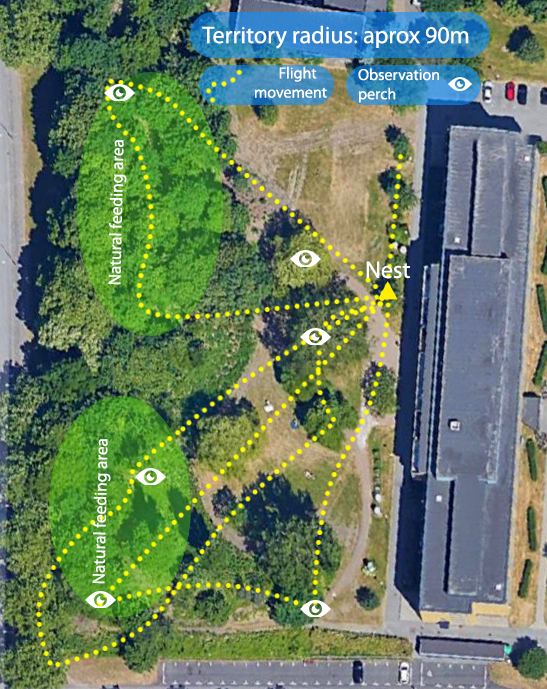 Territory radius: aprox 90m
Flight
movement
Observation
perch
Natural feeding area
Nest
Natural feeding area